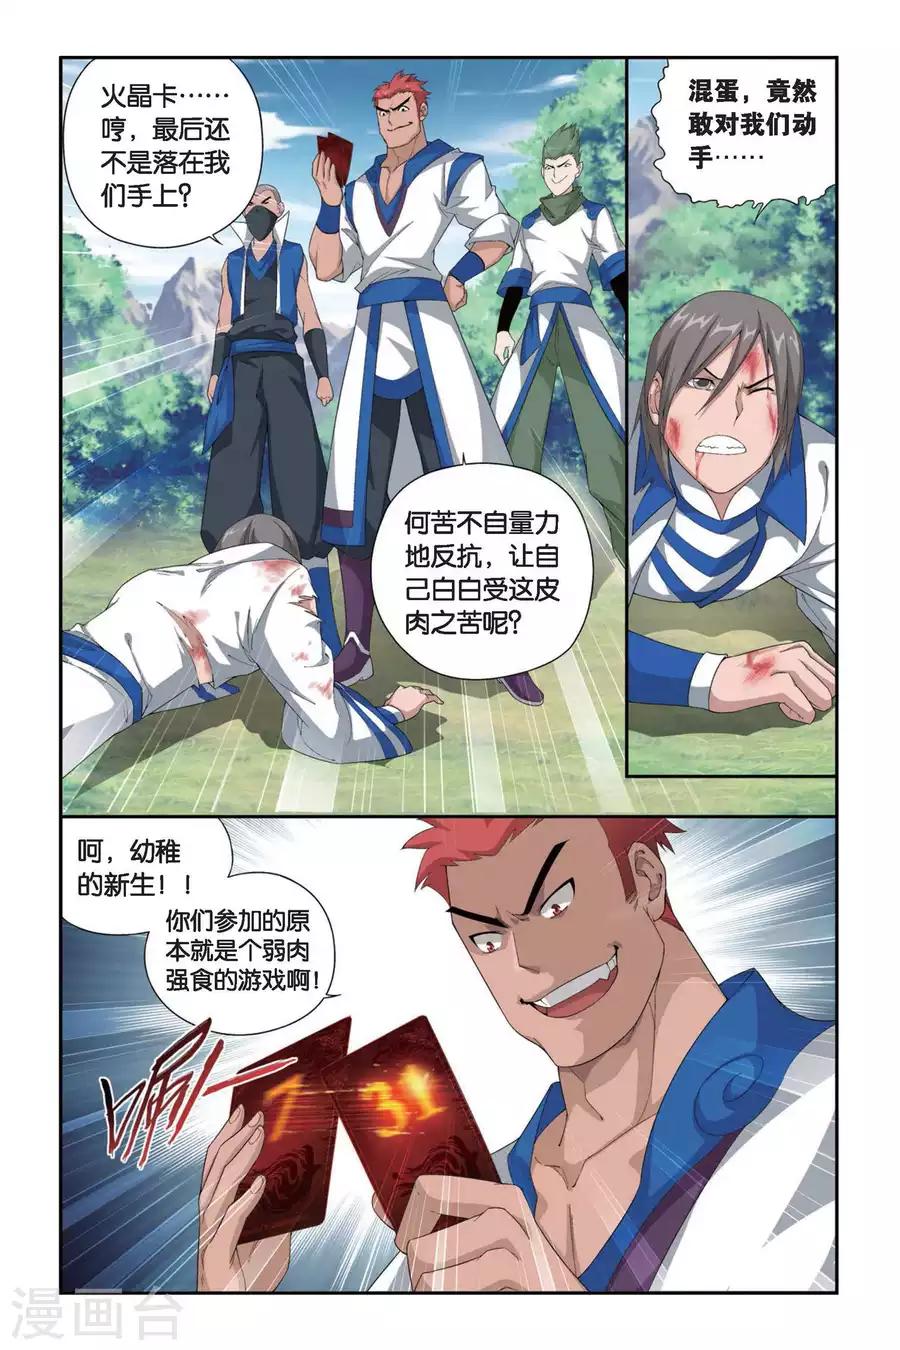 火晶卡……
哼，最后还
不是落在我
们手上？
何苦不自量力
地反抗，让自
己白白受这皮
肉之苦呢？
混蛋，竟然
敢对我们动
手……
呵，幼稚
的新生！！
你们参加的原
本就是个弱肉
强食的游戏啊！
唰
7
31
漫画台